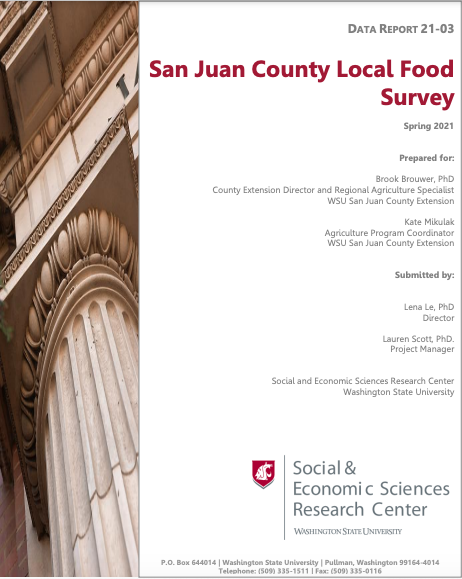 DATA REPORT 21-03
San Juan County Local Food
Survey
Spring 2021
Prepared for:
Brook Brouwer, PhD
County Extension Director and Regional Agriculture Specialist
WSU San Juan County Extension
Kate Mikulak
Agriculture Program Coordinator
WSU San Juan County Extension
Submitted by:
Lena Le, PhD
Director
Lauren Scott, PhD.
Project Manager
Social and Economic Sciences Research Center
Washington State University
Social &
Economic Sciences
Research Center
WASHINGTON STATE UNIVERSITY
P.O. Box 644014 | Washington State University | Pullman, Washington 99164-4014
Telephone: (509) 335-1511 | Fax: (509) 335-0116